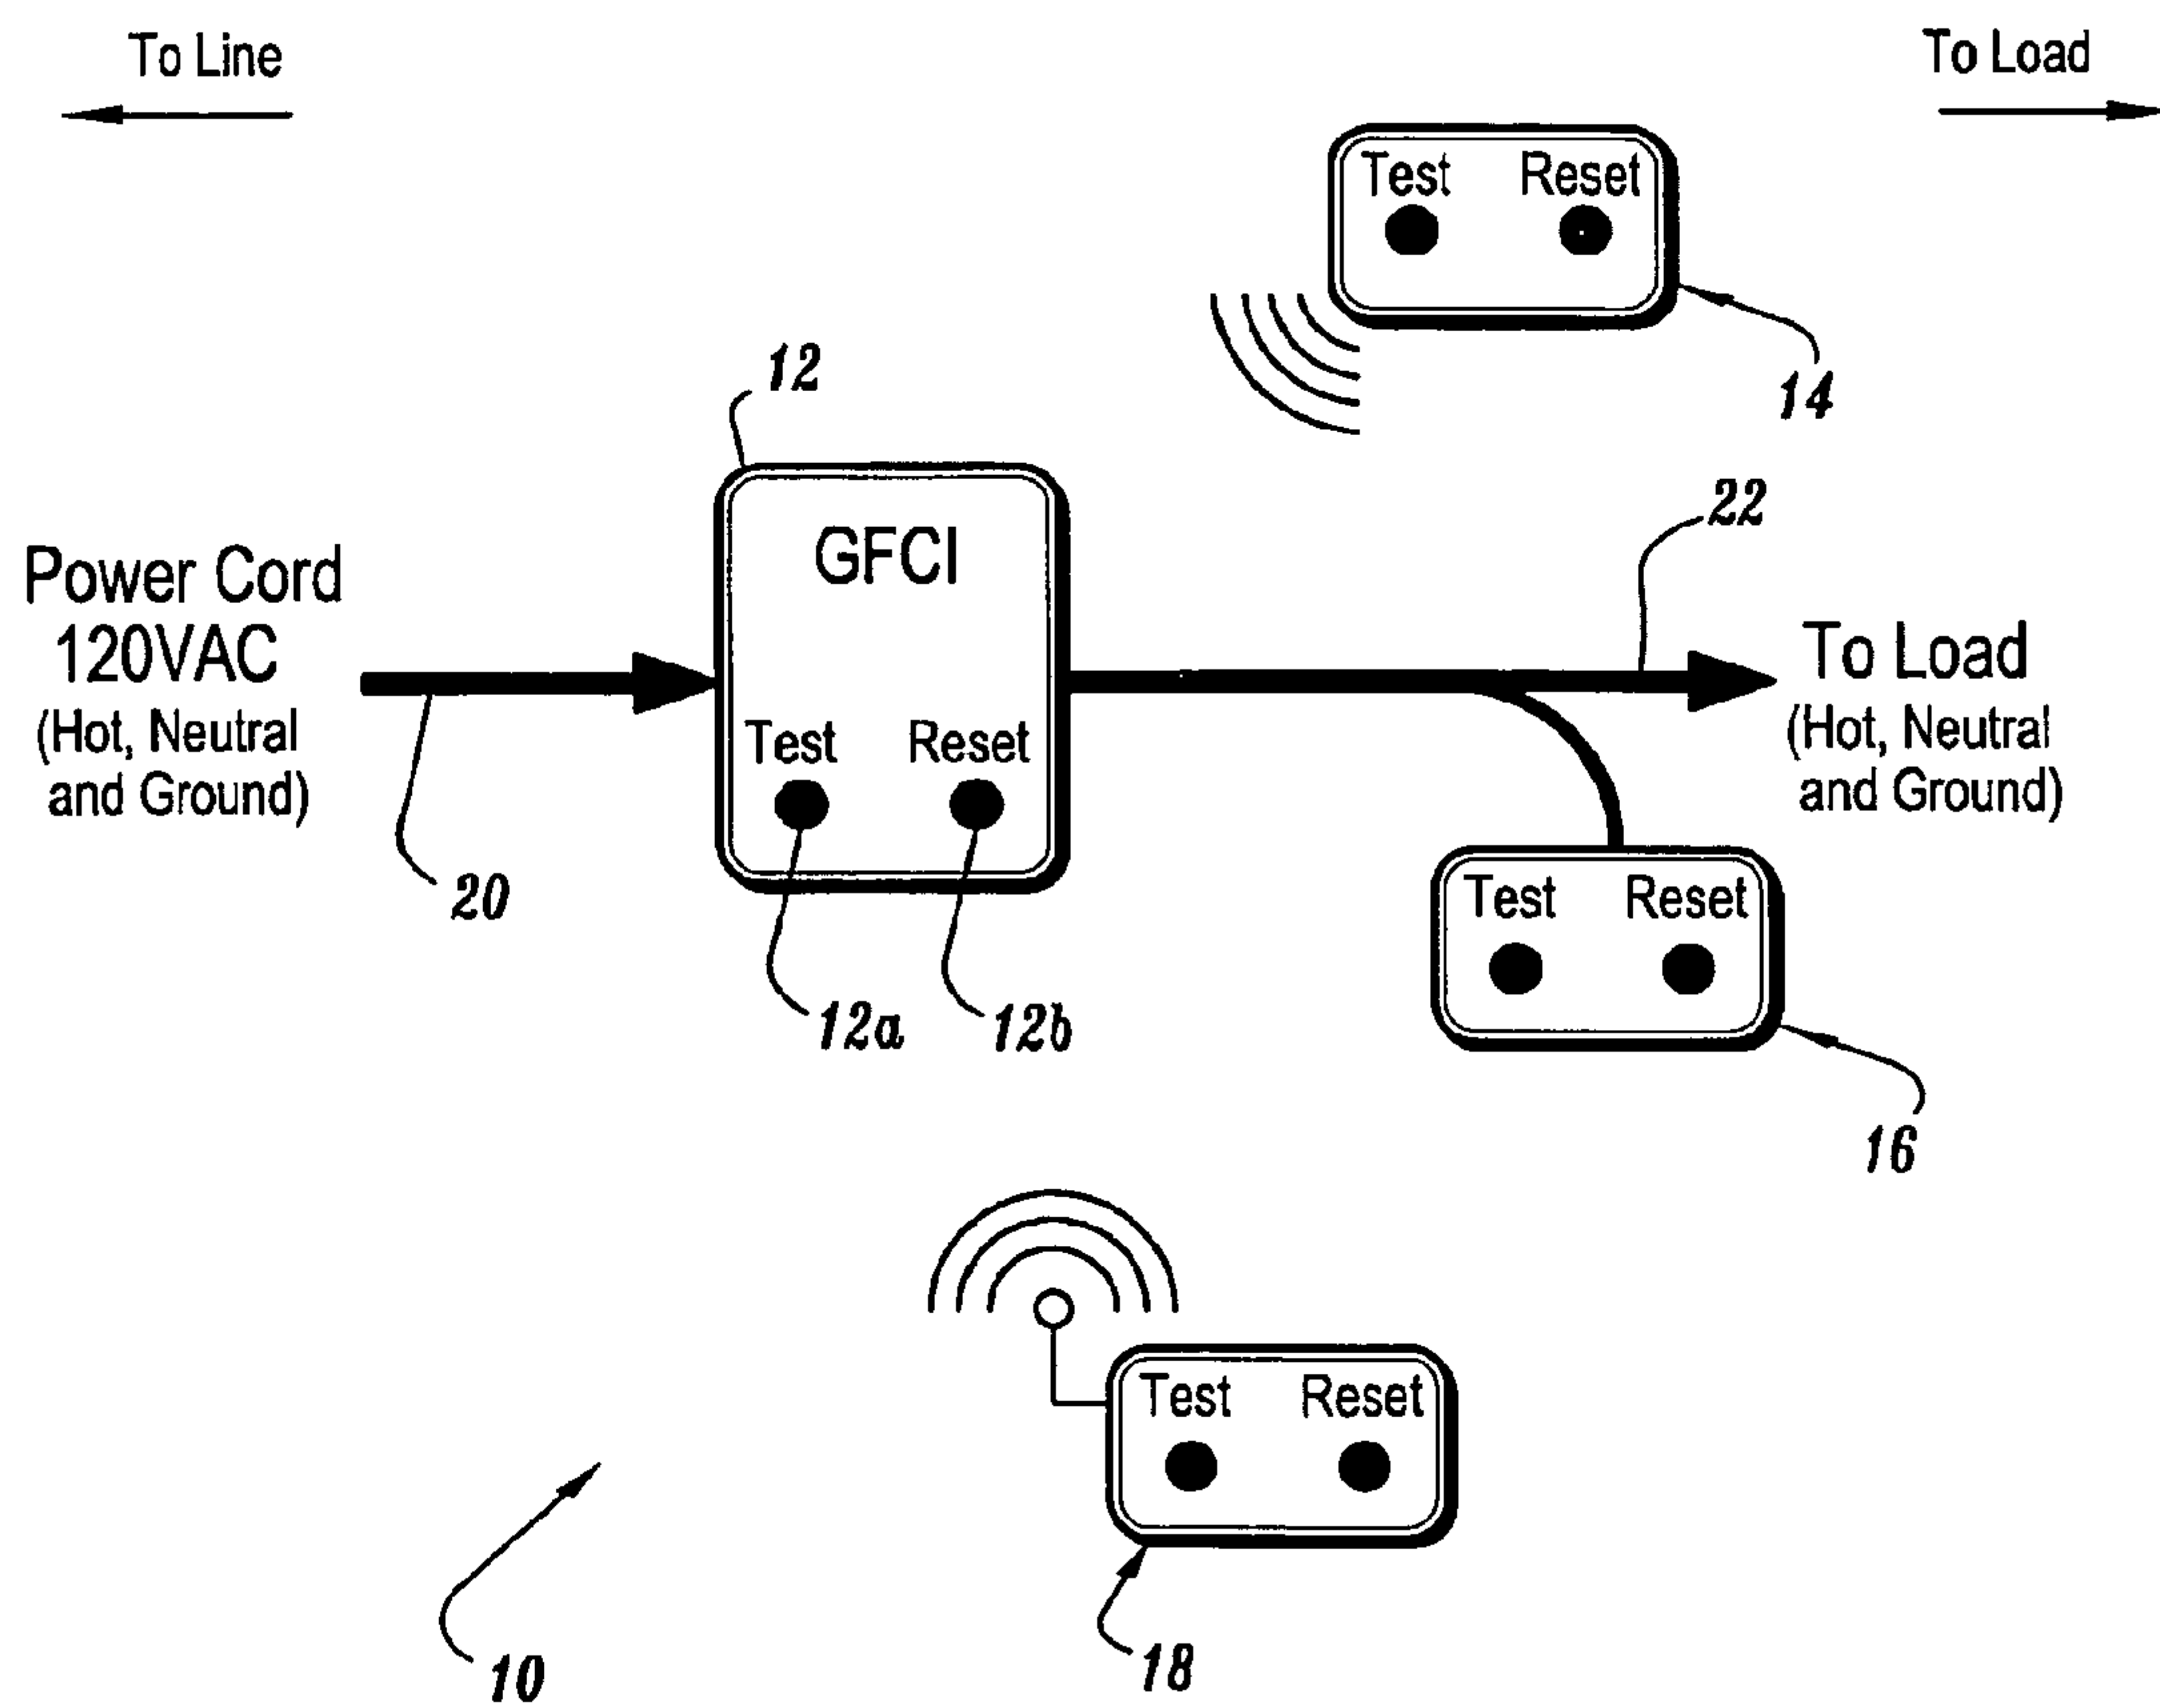 To Line
To Load
Test Reset
14
12
GFCI
22
Power Cord
120VAC
(Hot, Neutral
and Ground)
To Load
(Hot, Neutral
and Ground)
Test Reset
20
12a
12b
Test Reset
16
Test Reset
18
10